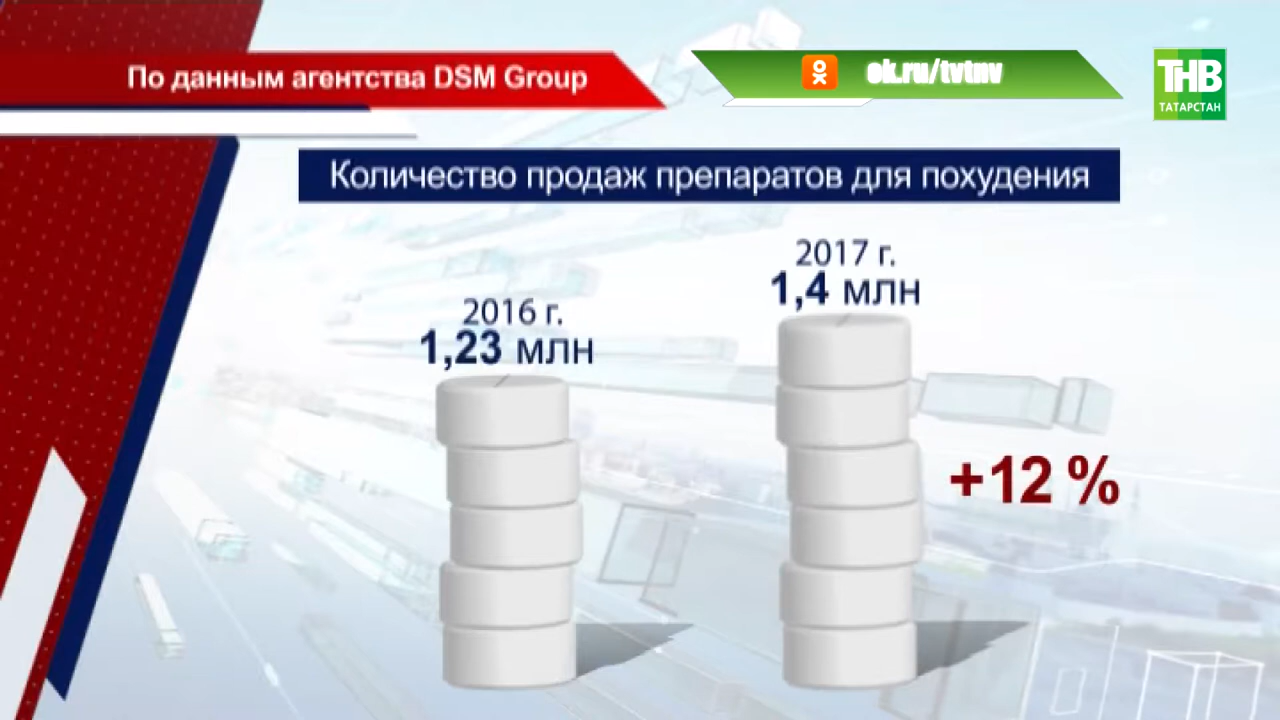 По данным агентства DSM Group
ok.ru/tvtnv
ТНВ
ТАТАРСТАН
Количество продаж препаратов для похудения
2016 г.
1,23 млн
2017 г.
1,4 млн
+12 %